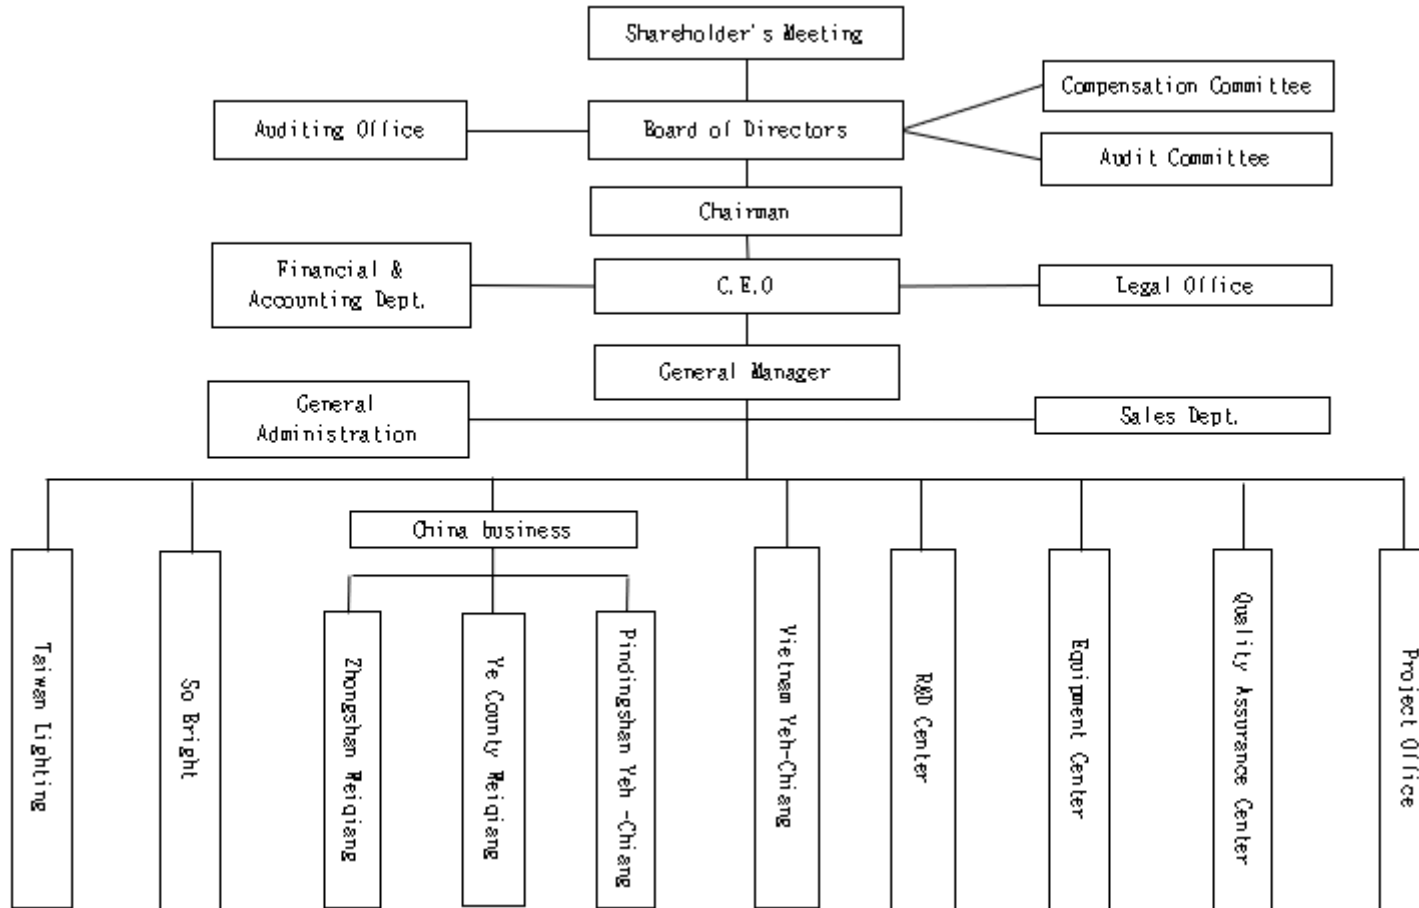 Shareholder's Meeting
Compensation Committee
Auditing Office
Board of Directors
Audit Committee
Chairman
Financial &
Accounting Dept.
C.E.O
Legal Office
General Manager
General
Administration
Sales Dept.
China business
Taiwan Lighting
So Bright
Zhongshan Weiqiang
Ye County Weiqiang
Pindingshan Yeh -Chiang
Vietnam Yeh-Chiang
R&D Center
Equipment Center
Quality Assurance Center
Project Office